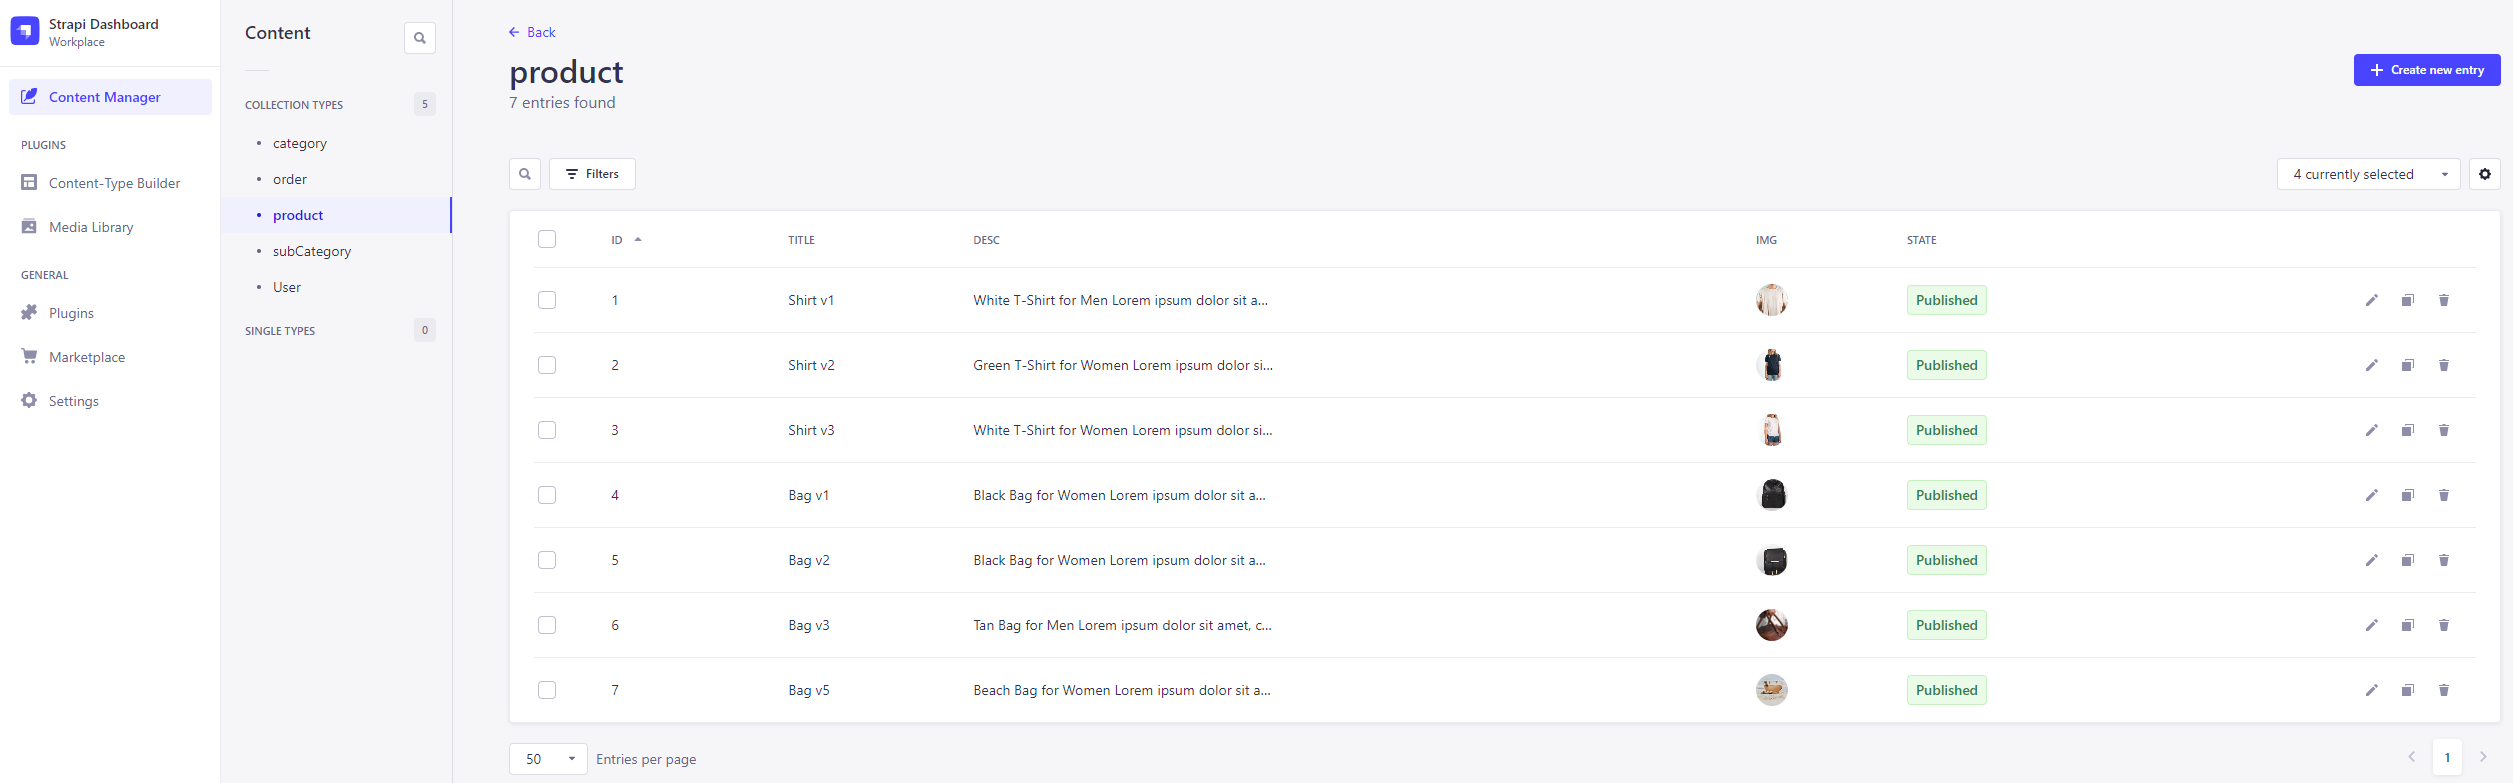 Strapi Dashboard
Workplace
Content Manager
PLUGINS
Content-Type Builder
Media Library
GENERAL
Plugins
Marketplace
Settings
Content
COLLECTION TYPES 5
category
order
product
subCategory
User
SINGLE TYPES 0
Back
product
7 entries found
Create new entry
Filters
4 currently selected
ID TITLE DESC IMG STATE
1 Shirt v1 White T-Shirt for Men Lorem ipsum dolor sit a... Published
2 Shirt v2 Green T-Shirt for Women Lorem ipsum dolor si... Published
3 Shirt v3 White T-Shirt for Women Lorem ipsum dolor si... Published
4 Bag v1 Black Bag for Women Lorem ipsum dolor sit a... Published
5 Bag v2 Black Bag for Women Lorem ipsum dolor sit a... Published
6 Bag v3 Tan Bag for Men Lorem ipsum dolor sit amet, c... Published
7 Bag v5 Beach Bag for Women Lorem ipsum dolor sit a... Published
50 Entries per page
1